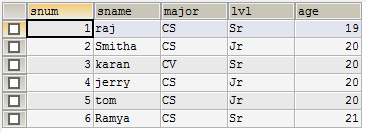 snum sname major lvl age
1 raj CS Sr 19
2 Smitha CS Jr 20
3 karan CV Sr 20
4 jerry CS Jr 20
5 tom CS Jr 20
6 Ramya CS Sr 21